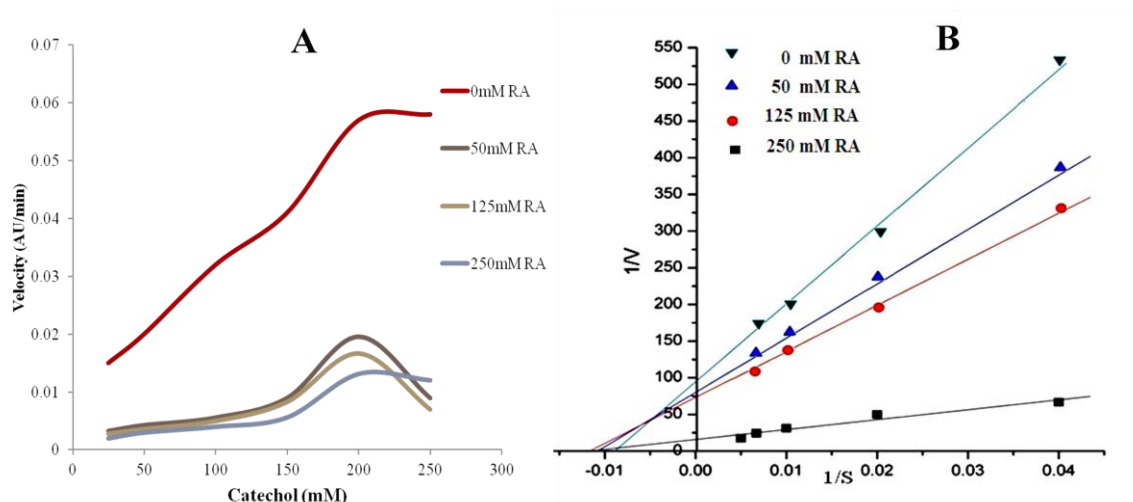 A
0.07
0.06
0.05
0.04
0.03
0.02
0.01
0
0
50
100
150
200
250
300
Velocity (AU/min)
Catechol (mM)
0mM RA
50mM RA
125mM RA
250mM RA
B
550
500
450
400
350
300
250
200
150
100
50
0
-0.01
0.00
0.01
0.02
0.03
0.04
1/V
1/S
0 mM RA
50 mM RA
125 mM RA
250 mM RA